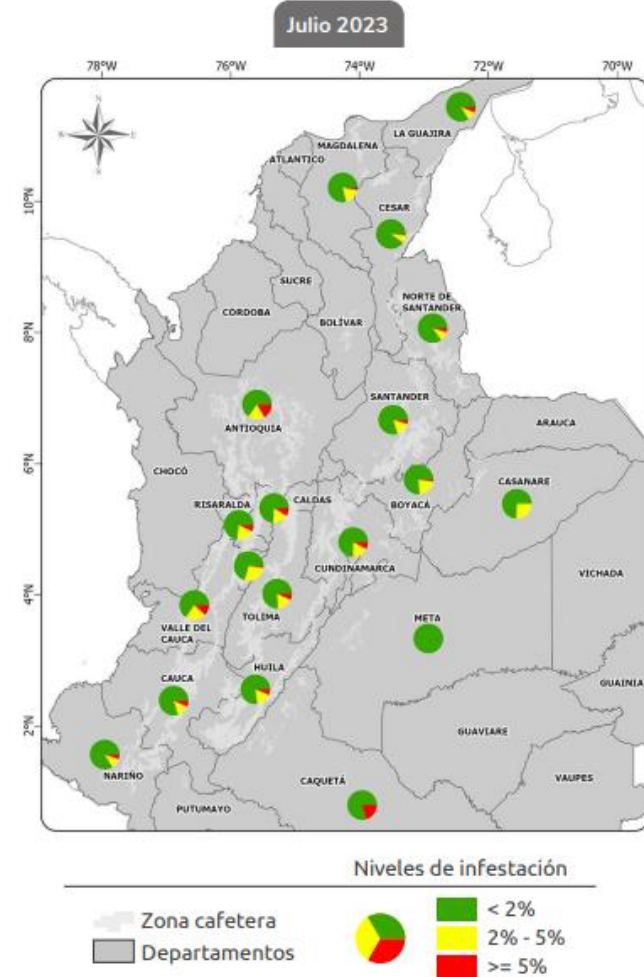 Julio 2023
78°W 76°W 74°W 72°W 70°W
N
W E
S
10°N
8°N
6°N
4°N
2°N
LA GUAJIRA
MAGDALENA
ATLANTICO
CESAR
SUCRE
NORTE DE
SANTANDER
CORDOBA
BOLÍVAR
SANTANDER
ANTIOQUIA
ARAUCA
CHOCÓ
CASANARE
RISARALDA
CALDAS
BOYACÁ
CUNDINAMARCA
VICHADA
TOLIMA
META
VALLE DEL
CAUCA
HUILA
CAUCA
GUAINIA
GUAVIARE
NARIÑO
CAQUETÁ
VAUPES
PUTUMAYO
Niveles de infestación
Zona cafetera
Departamentos
< 2%
2% - 5%
>= 5%